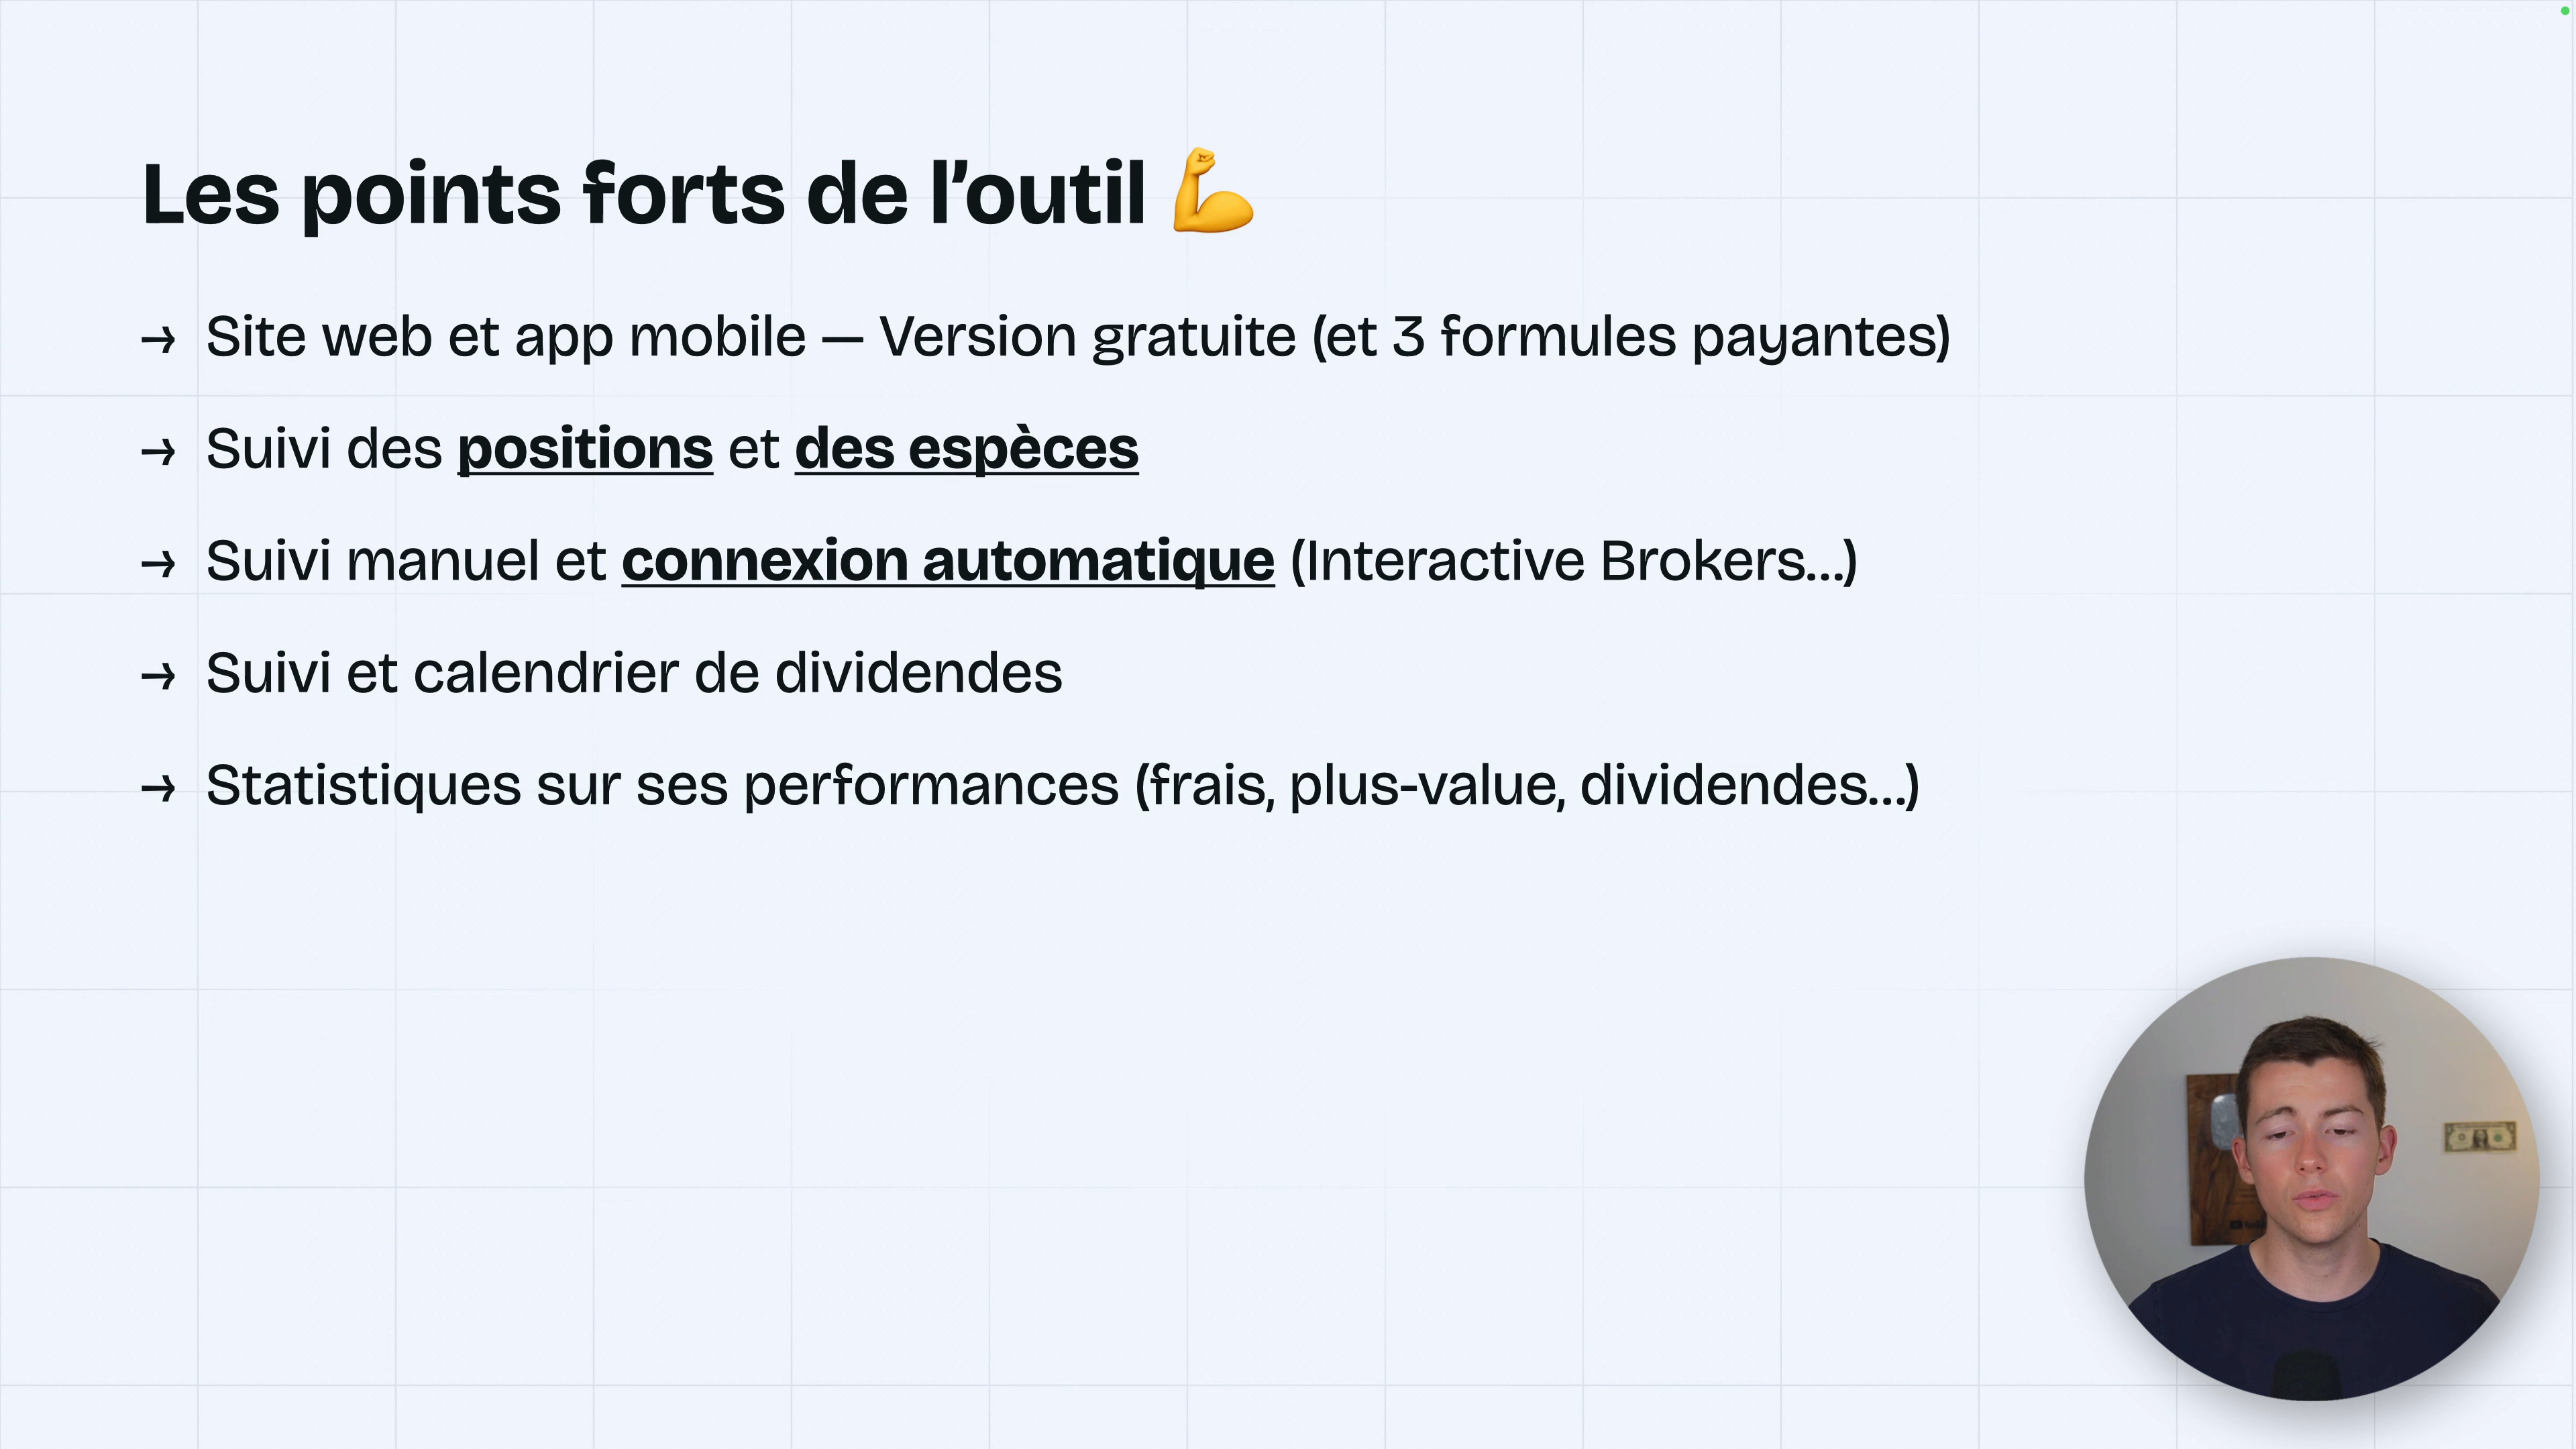 Les points forts de l’outil 💪
→ Site web et app mobile — Version gratuite (et 3 formules payantes)
→ Suivi des positions et des espèces
→ Suivi manuel et connexion automatique (Interactive Brokers...)
→ Suivi et calendrier de dividendes
→ Statistiques sur ses performances (frais, plus-value, dividendes...)